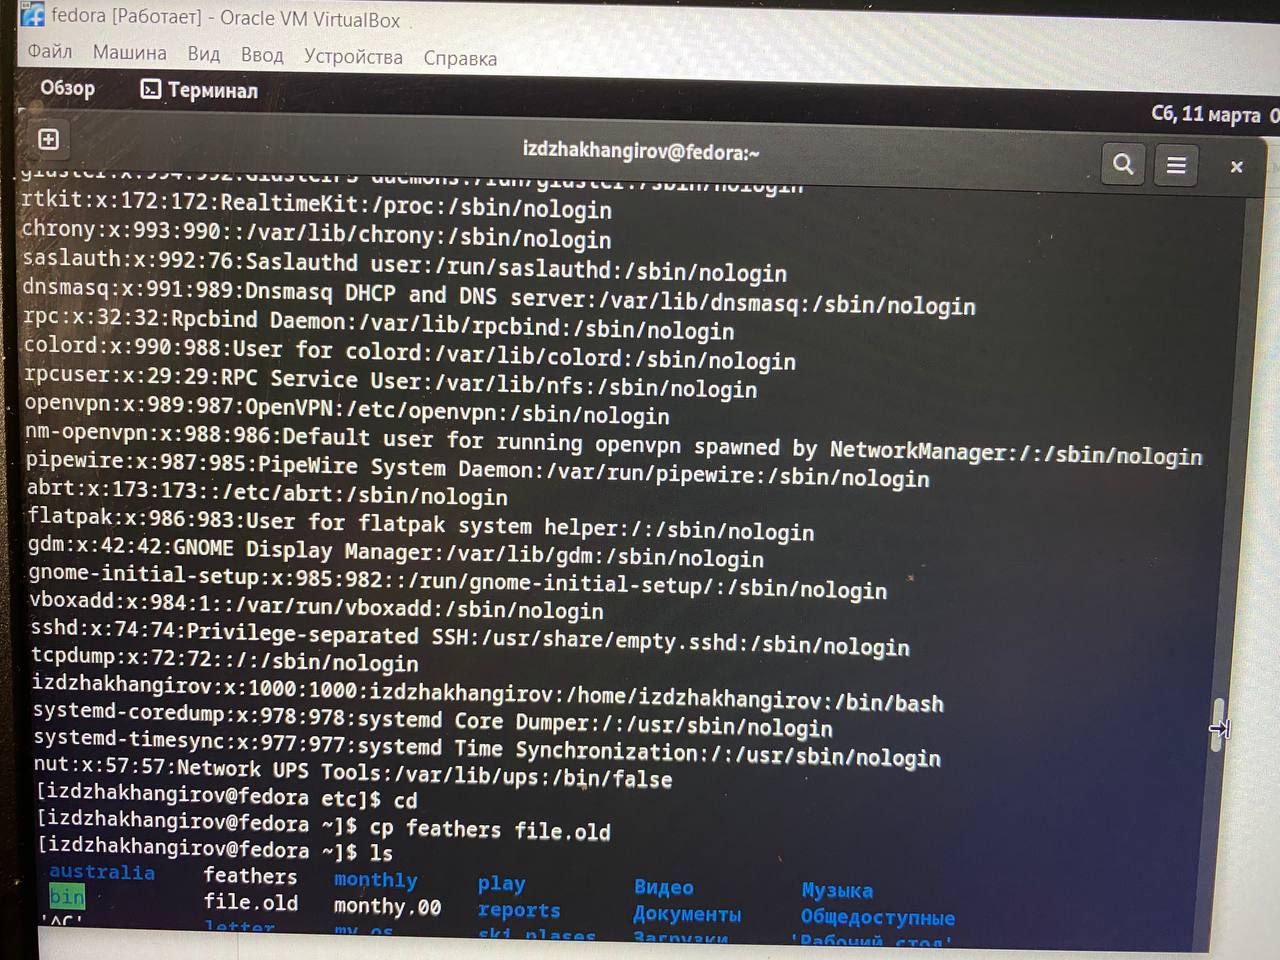 fedora [Работает] - Oracle VM VirtualBox
Файл Машина Вид Ввод Устройства Справка
Обзор Терминал
Сб, 11 марта
izdzhakhangirov@fedora:~
rtkit:x:172:172:RealtimeKit:/proc:/sbin/nologin
chrony:x:993:990::/var/lib/chrony:/sbin/nologin
saslauth:x:992:76:Saslauthd user:/run/saslauthd:/sbin/nologin
dnsmasq:x:991:989:Dnsmasq DHCP and DNS server:/var/lib/dnsmasq:/sbin/nologin
rpc:x:32:32:Rpcbind Daemon:/var/lib/rpcbind:/sbin/nologin
colord:x:990:988:User for colord:/var/lib/colord:/sbin/nologin
rpcuser:x:29:29:RPC Service User:/var/lib/nfs:/sbin/nologin
openvpn:x:989:987:OpenVPN:/etc/openvpn:/sbin/nologin
nm-openvpn:x:988:986:Default user for running openvpn spawned by NetworkManager:/:/sbin/nologin
pipewire:x:987:985:PipeWire System Daemon:/var/run/pipewire:/sbin/nologin
abrt:x:173:173::/etc/abrt:/sbin/nologin
flatpak:x:986:983:User for flatpak system helper:/:/sbin/nologin
gdm:x:42:42:GNOME Display Manager:/var/lib/gdm:/sbin/nologin
gnome-initial-setup:x:985:982::/run/gnome-initial-setup/:/sbin/nologin
vboxadd:x:984:1::/var/run/vboxadd:/sbin/nologin
sshd:x:74:74:Privilege-separated SSH:/usr/share/empty.sshd:/sbin/nologin
tcpdump:x:72:72::/:/sbin/nologin
izdzhakhangirov:x:1000:1000:izdzhakhangirov:/home/izdzhakhangirov:/bin/bash
systemd-coredump:x:978:978:systemd Core Dumper:/:/usr/sbin/nologin
systemd-timesync:x:977:977:systemd Time Synchronization:/:/usr/sbin/nologin
nut:x:57:57:Network UPS Tools:/var/lib/ups:/bin/false
[izdzhakhangirov@fedora etc]$ cd
[izdzhakhangirov@fedora ~]$ cp feathers file.old
[izdzhakhangirov@fedora ~]$ ls
australia feathers monthly play Видео Музыка
bin file.old monthy.00 reports Документы Общедоступные
letter my_os ski.plases Загрузки 'Рабочий стол'